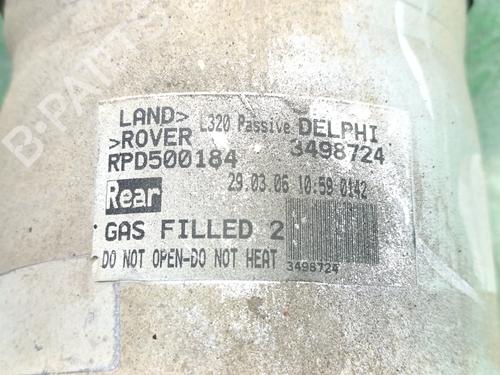 B-PARTS
LAND> L320 Passive DELPHI
>ROVER 3498724
RPD500184
Rear 29.03.06 10:59 0142
GAS FILLED 2
DO NOT OPEN-DO NOT HEAT 3498724